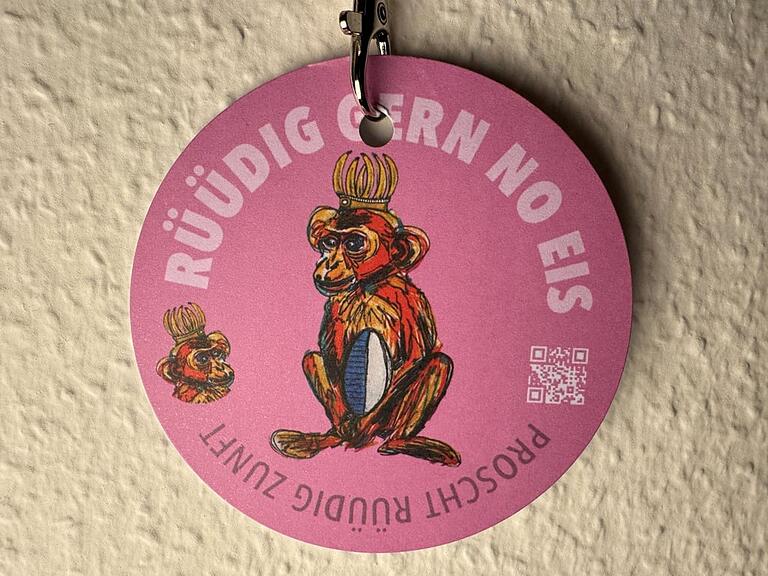 RÜÜDIG GERN NO EIS
PROSCHT RÜÜDIG ZUNFT